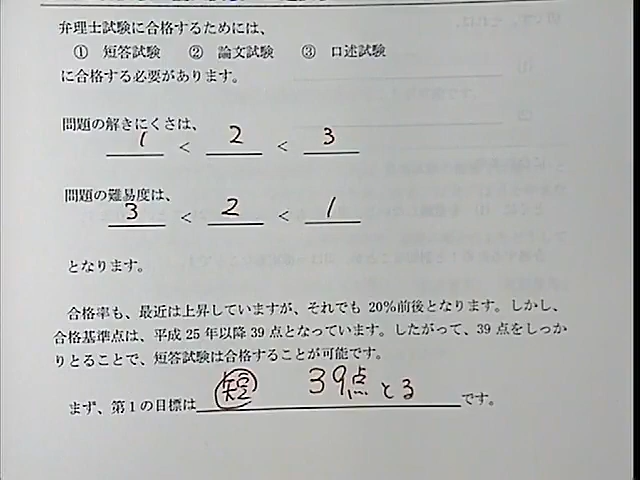 弁理士試験に合格するためには、
① 短答試験 ② 論文試験 ③ 口述試験
に合格する必要があります。
問題の解きにくさは、
1 < 2 < 3
問題の難易度は、
3 < 2 < 1
となります。
合格率も、最近は上昇していますが、それでも 20%前後となります。しかし、
合格基準点は、平成 25 年以降 39 点となっています。したがって、39 点をしっか
りとることで、短答試験は合格することが可能です。
まず、第1の目標は 短 39点とる です。